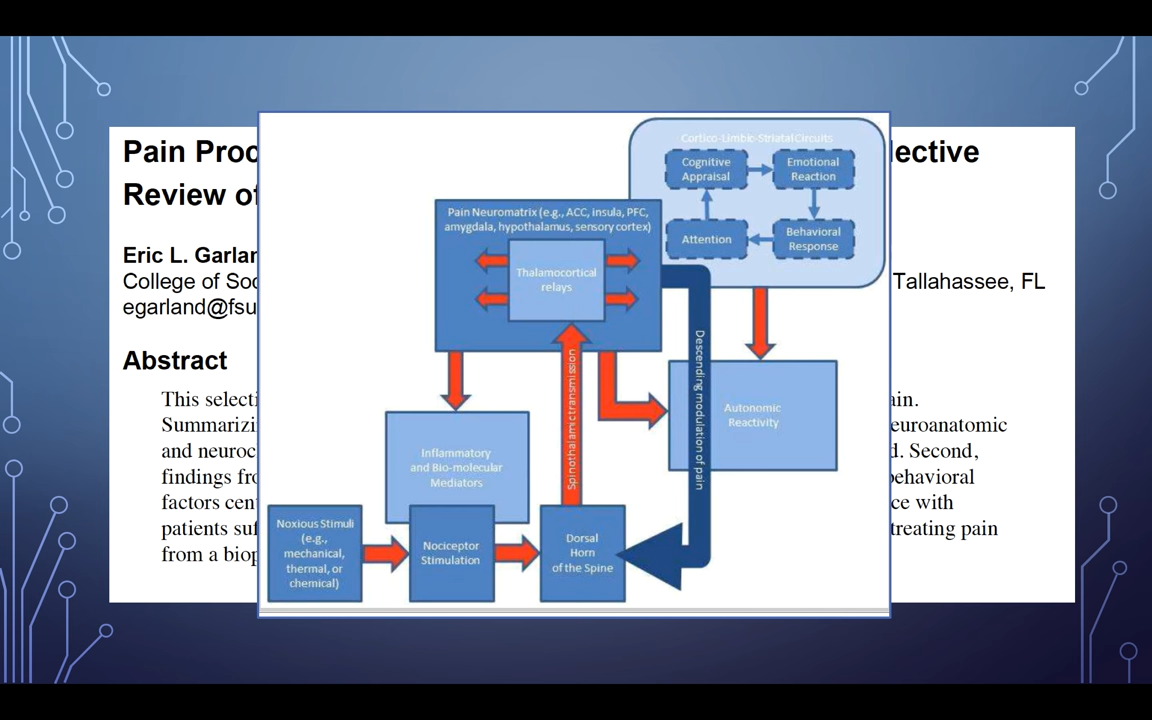 Pain Proc
lective
Review of
Eric L. Garlan
College of Soc
Tallahassee, FL
egarland@fsu
Abstract
This selecti
ain.
Summarizi
euroanatomic
and neuroc
d. Second,
findings fro
behavioral
factors cent
ce with
patients suf
treating pain
from a biop
Cortico-Limbic-Striatal Circuits
Cognitive
Appraisal
Emotional
Reaction
Attention
Behavioral
Response
Pain Neuromatrix (e.g., ACC, insula, PFC,
amygdala, hypothalamus, sensory cortex)
Thalamocortical
relays
Spinothalamic transmission
Descending modulation of pain
Autonomic
Reactivity
Inflammatory
and Bio-molecular
Mediators
Noxious Stimuli
(e.g.,
mechanical,
thermal, or
chemical)
Nociceptor
Stimulation
Dorsal
Horn
of the Spine